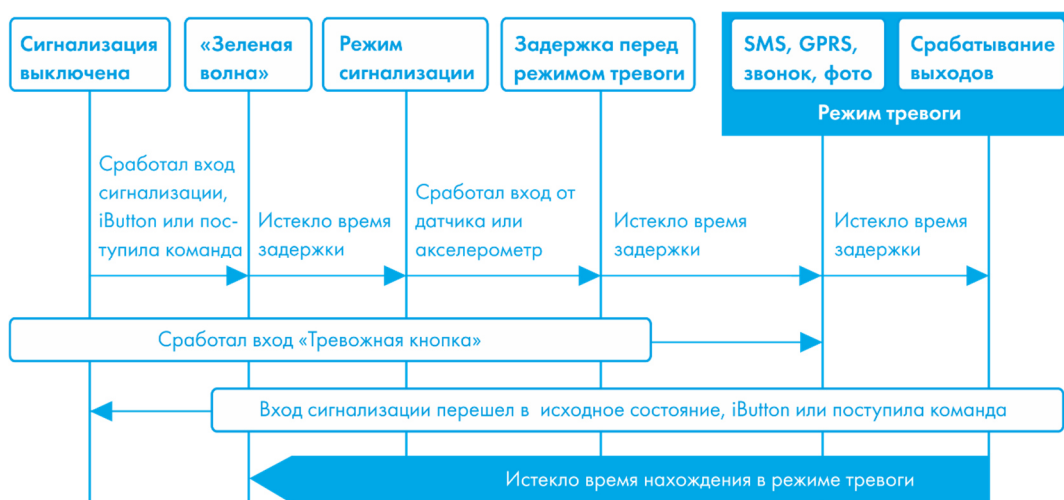 Сигнализация
выключена
«Зеленая
волна»
Режим
сигнализации
Задержка перед
режимом тревоги
SMS, GPRS,
звонок, фото
Срабатывание
выходов
Режим тревоги
Сработал вход
сигнализации,
iButton или пос-
тупила команда
Истекло время
задержки
Сработал вход от
датчика или
акселерометр
Истекло время
задержки
Истекло время
задержки
Сработал вход «Тревожная кнопка»
Вход сигнализации перешел в исходное состояние, iButton или поступила команда
Истекло время нахождения в режиме тревоги